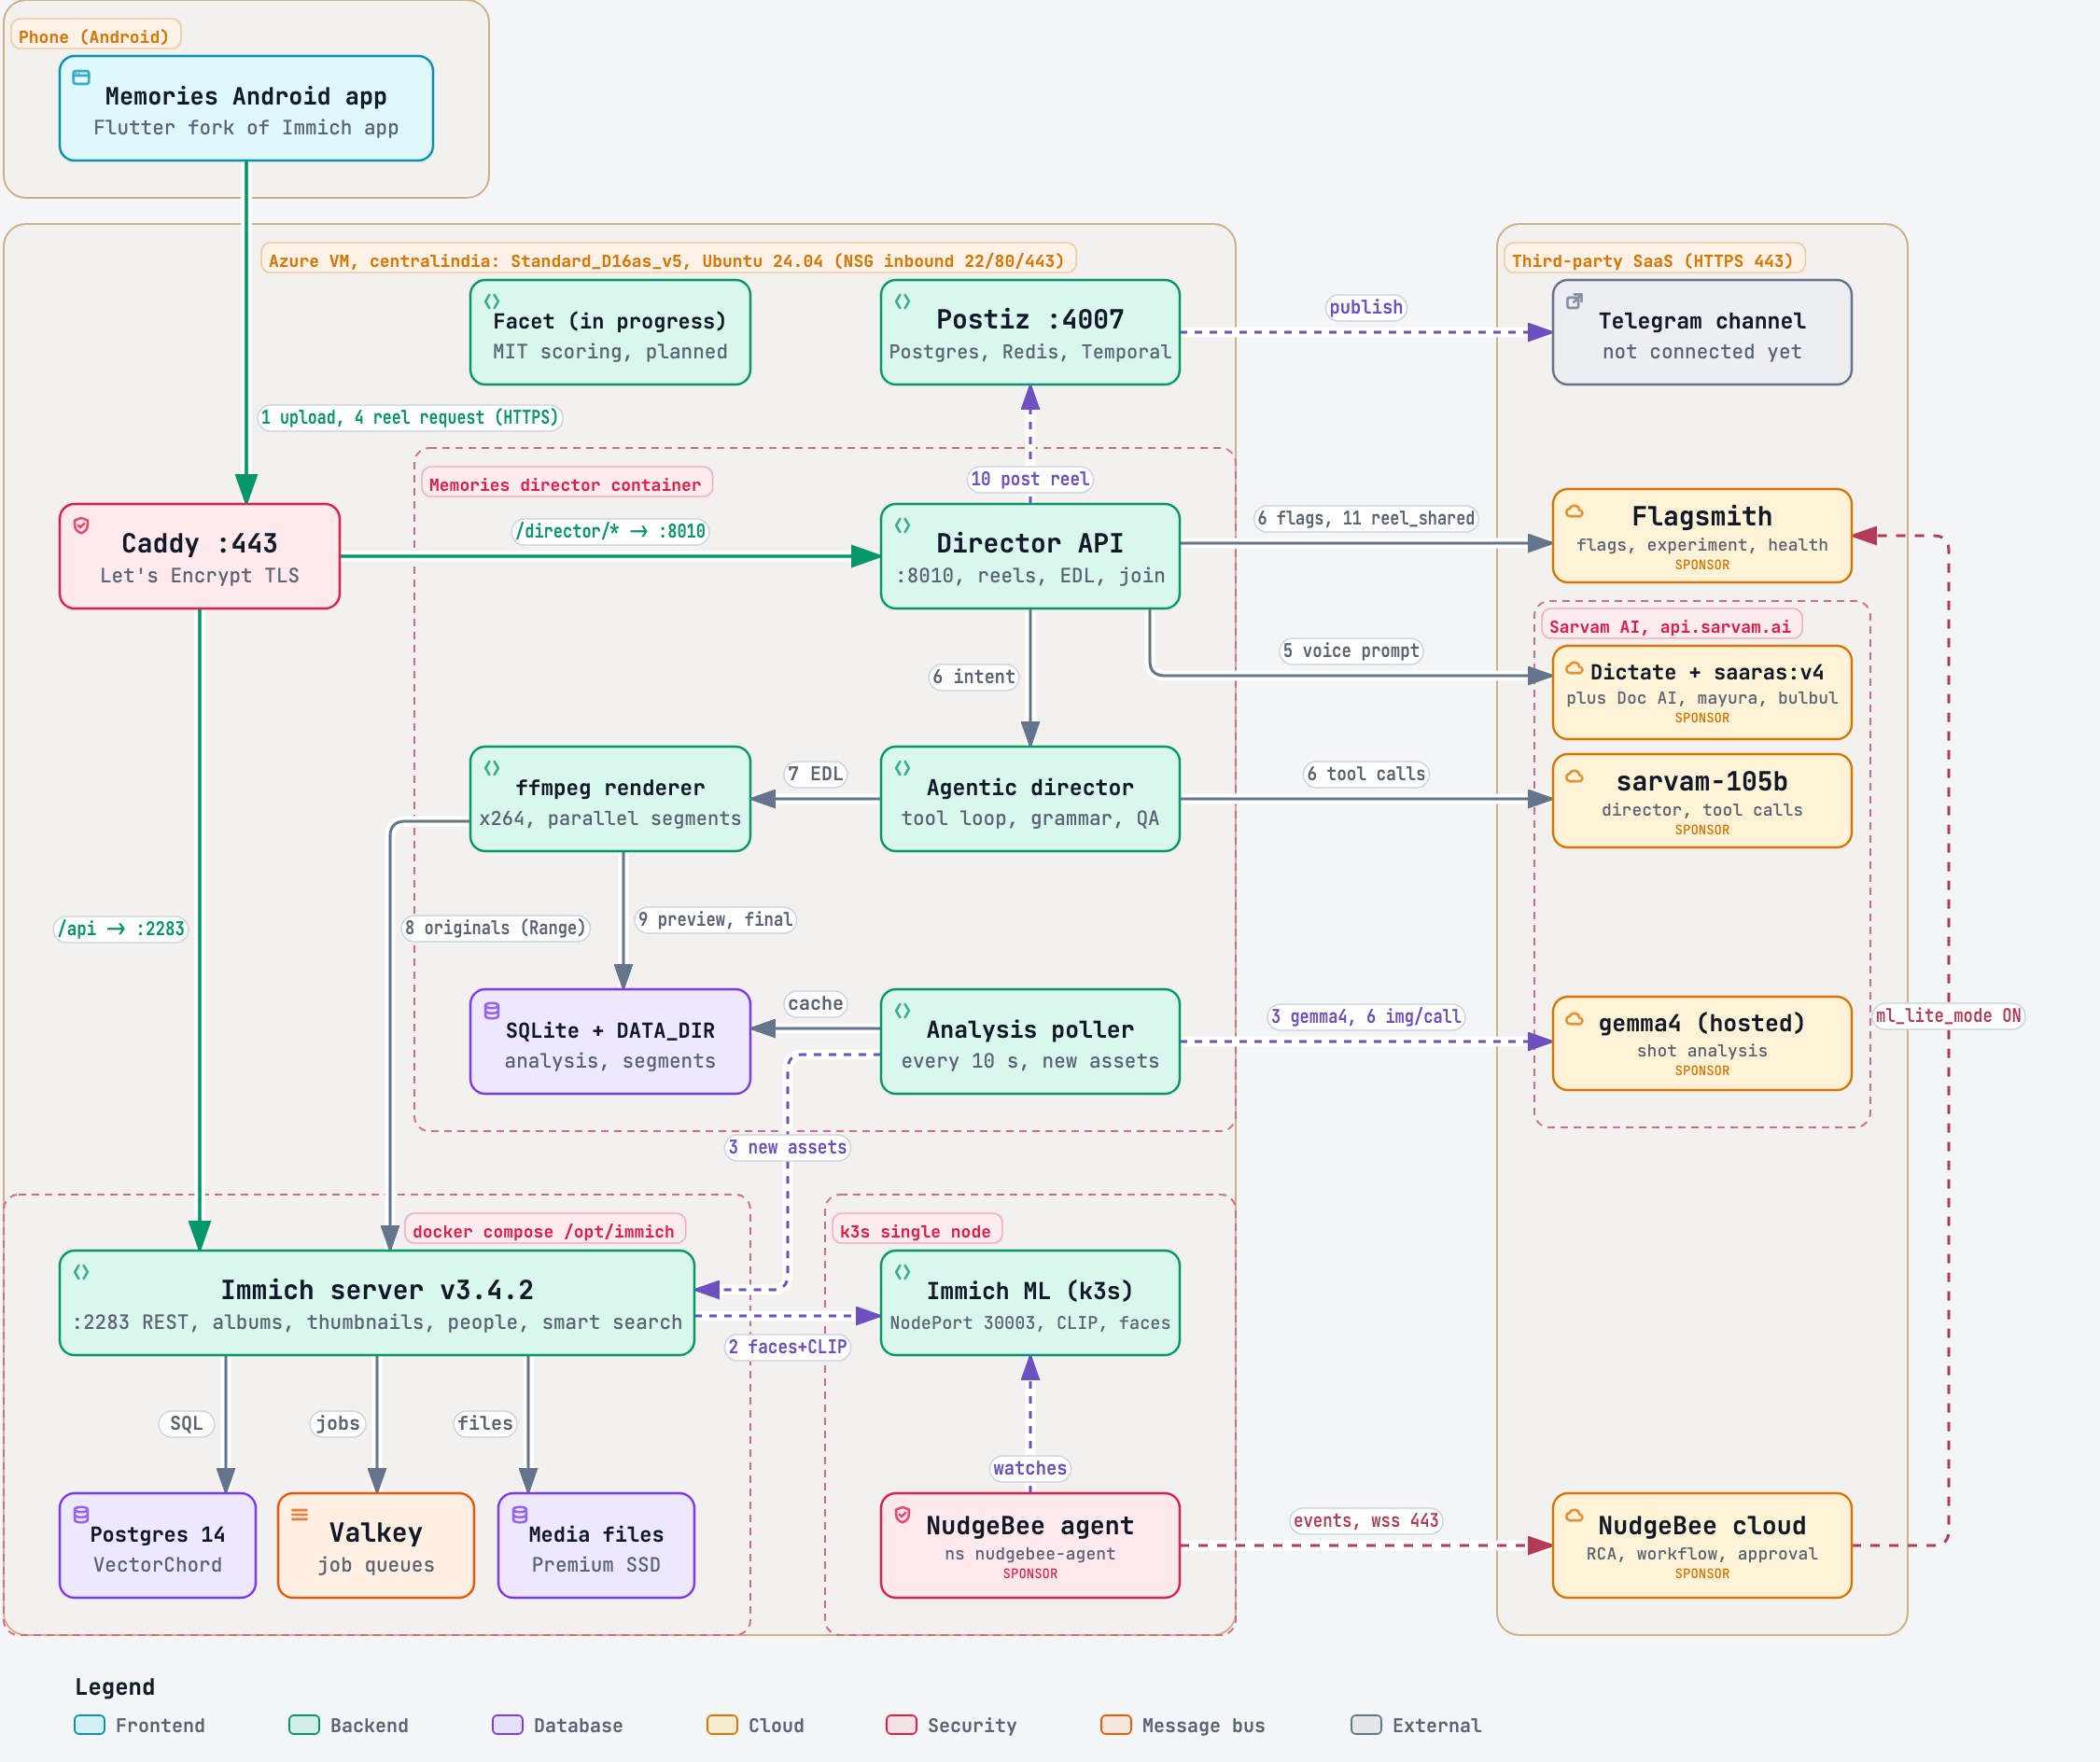 Phone (Android)
Memories Android app
Flutter fork of Immich app
Azure VM, centralindia: Standard_D16as_v5, Ubuntu 24.04 (NSG inbound 22/80/443)
Third-party SaaS (HTTPS 443)
Facet (in progress)
MIT scoring, planned
Postiz :4007
Postgres, Redis, Temporal
publish
Telegram channel
not connected yet
1 upload, 4 reel request (HTTPS)
Memories director container
10 post reel
Caddy :443
Let's Encrypt TLS
/director/* → :8010
Director API
:8010, reels, EDL, join
6 flags, 11 reel_shared
Flagsmith
flags, experiment, health
SPONSOR
Sarvam AI, api.sarvam.ai
6 intent
5 voice prompt
Dictate + saaras:v4
plus Doc AI, mayura, bulbul
SPONSOR
ffmpeg renderer
x264, parallel segments
7 EDL
Agentic director
tool loop, grammar, QA
6 tool calls
sarvam-105b
director, tool calls
SPONSOR
/api → :2283
8 originals (Range)
9 preview, final
SQLite + DATA_DIR
analysis, segments
cache
Analysis poller
every 10 s, new assets
3 gemma4, 6 img/call
gemma4 (hosted)
shot analysis
SPONSOR
ml_lite_mode ON
3 new assets
docker compose /opt/immich
k3s single node
Immich server v3.4.2
:2283 REST, albums, thumbnails, people, smart search
2 faces+CLIP
Immich ML (k3s)
NodePort 30003, CLIP, faces
SQL
jobs
files
watches
Postgres 14
VectorChord
Valkey
job queues
Media files
Premium SSD
NudgeBee agent
ns nudgebee-agent
SPONSOR
events, wss 443
NudgeBee cloud
RCA, workflow, approval
SPONSOR
Legend
Frontend
Backend
Database
Cloud
Security
Message bus
External